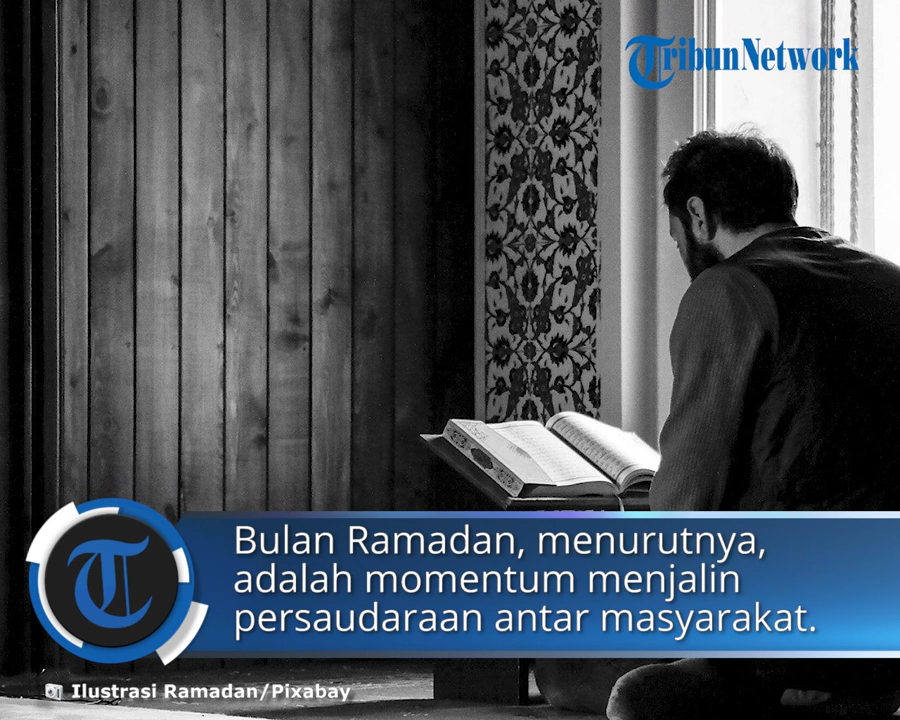 TribunNetwork
Bulan Ramadan, menurutnya,
adalah momentum menjalin
persaudaraan antar masyarakat.
T
Ilustrasi Ramadan/Pixabay